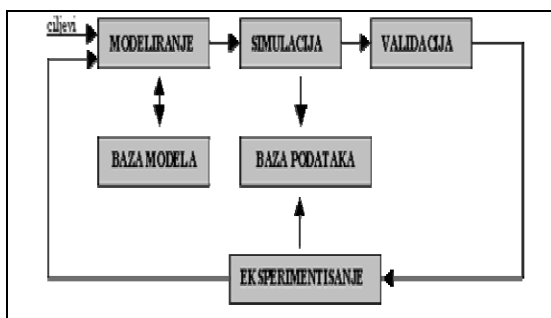 ciljevi
MODELIRANJE
SIMULACIJA
VALIDACIJA
BAZA MODELA
BAZA PODATAKA
EKSPERIMENTISANJE